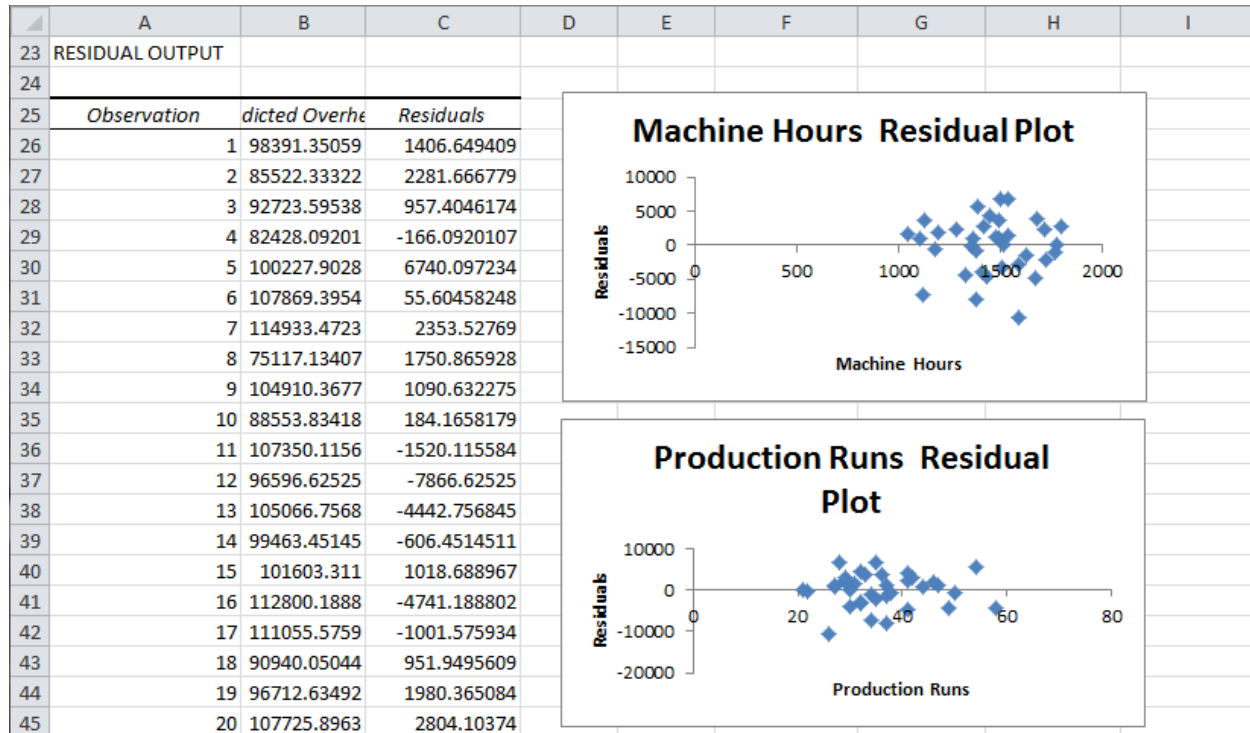 A B C D E F G H I
23 RESIDUAL OUTPUT
24
25 Observation dicted Overhe Residuals
26 1 98391.35059 1406.649409
27 2 85522.33322 2281.666779
28 3 92723.59538 957.4046174
29 4 82428.09201 -166.0920107
30 5 100227.9028 6740.097234
31 6 107869.3954 55.60458248
32 7 114933.4723 2353.52769
33 8 75117.13407 1750.865928
34 9 104910.3677 1090.632275
35 10 88553.83418 184.1658179
36 11 107350.1156 -1520.115584
37 12 96596.62525 -7866.62525
38 13 105066.7568 -4442.756845
39 14 99463.45145 -606.4514511
40 15 101603.311 1018.688967
41 16 112800.1888 -4741.188802
42 17 111055.5759 -1001.575934
43 18 90940.05044 951.9495609
44 19 96712.63492 1980.365084
45 20 107725.8963 2804.10374
Machine Hours Residual Plot
10000
5000
0
-5000
-10000
-15000
0 500 1000 1500 2000
Residuals
Machine Hours
Production Runs Residual
Plot
10000
0
-10000
-20000
0 20 40 60 80
Residuals
Production Runs